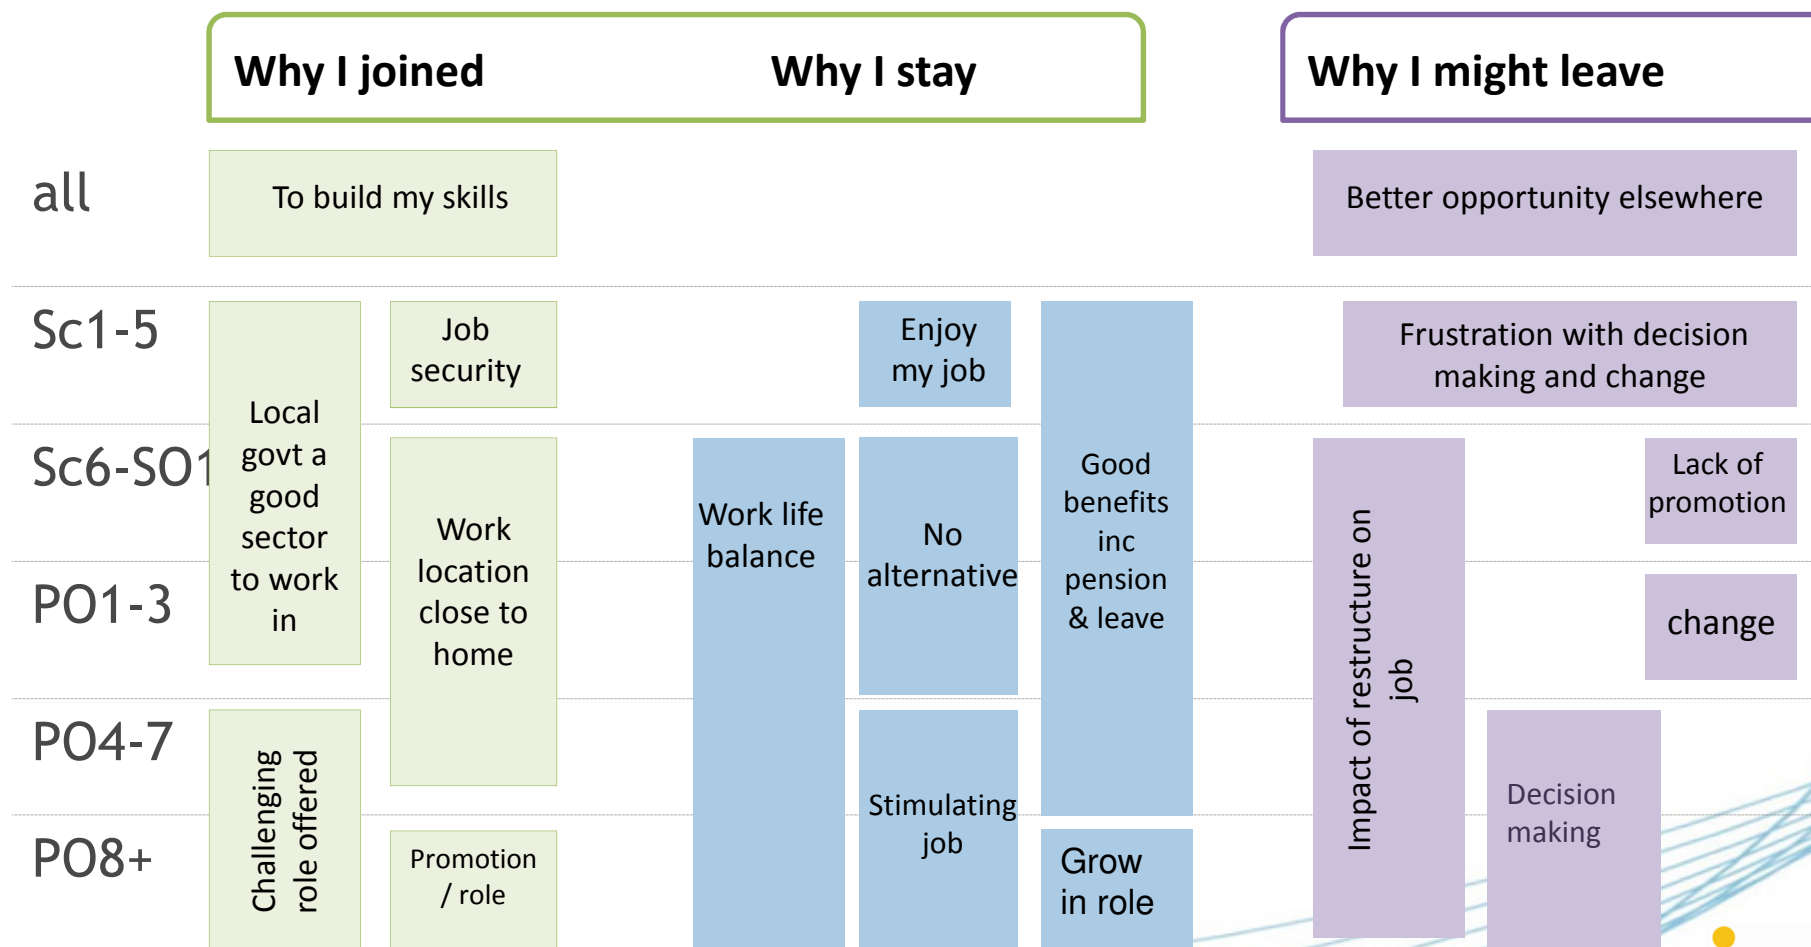 Why I joined
Why I stay
Why I might leave
all
To build my skills
Better opportunity elsewhere
Sc1-5
Job
security
Enjoy
my job
Frustration with decision
making and change
Sc6-SO1
Local
govt a
good
sector
to work
in
Work
location
close to
home
Work life
balance
No
alternative
Good
benefits
inc
pension
& leave
Impact of restructure on
job
Lack of
promotion
PO1-3
change
PO4-7
Challenging
role offered
Stimulating
job
Decision
making
PO8+
Promotion
/ role
Grow
in role